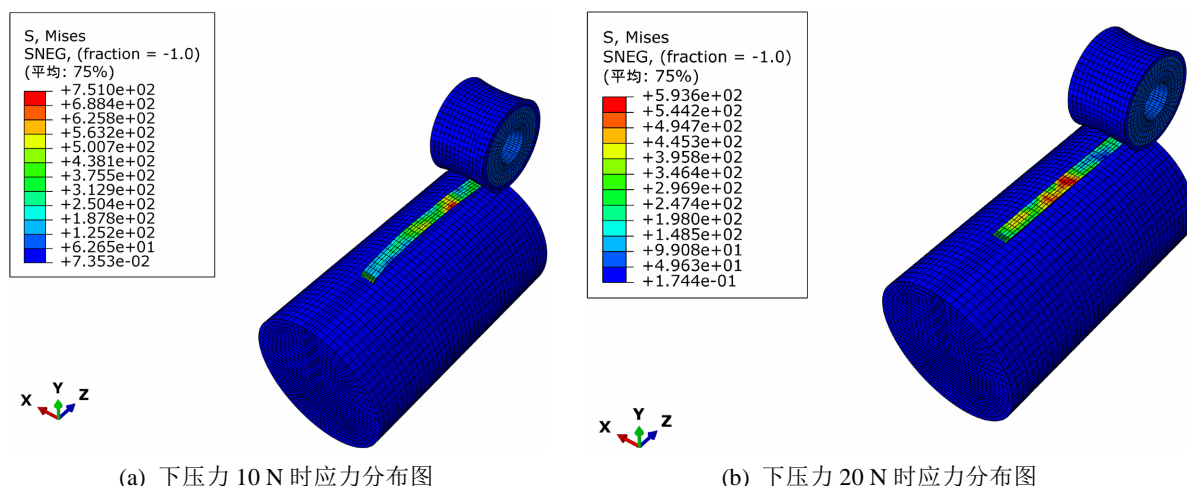 S, Mises
SNEG, (fraction = -1.0)
(平均: 75%)
+7.510e+02
+6.884e+02
+6.258e+02
+5.632e+02
+5.007e+02
+4.381e+02
+3.755e+02
+3.129e+02
+2.504e+02
+1.878e+02
+1.252e+02
+6.265e+01
+7.353e-02
Y
X
Z
(a) 下压力 10 N 时应力分布图
S, Mises
SNEG, (fraction = -1.0)
(平均: 75%)
+5.936e+02
+5.442e+02
+4.947e+02
+4.453e+02
+3.958e+02
+3.464e+02
+2.969e+02
+2.474e+02
+1.980e+02
+1.485e+02
+9.908e+01
+4.963e+01
+1.744e-01
Y
X
Z
(b) 下压力 20 N 时应力分布图